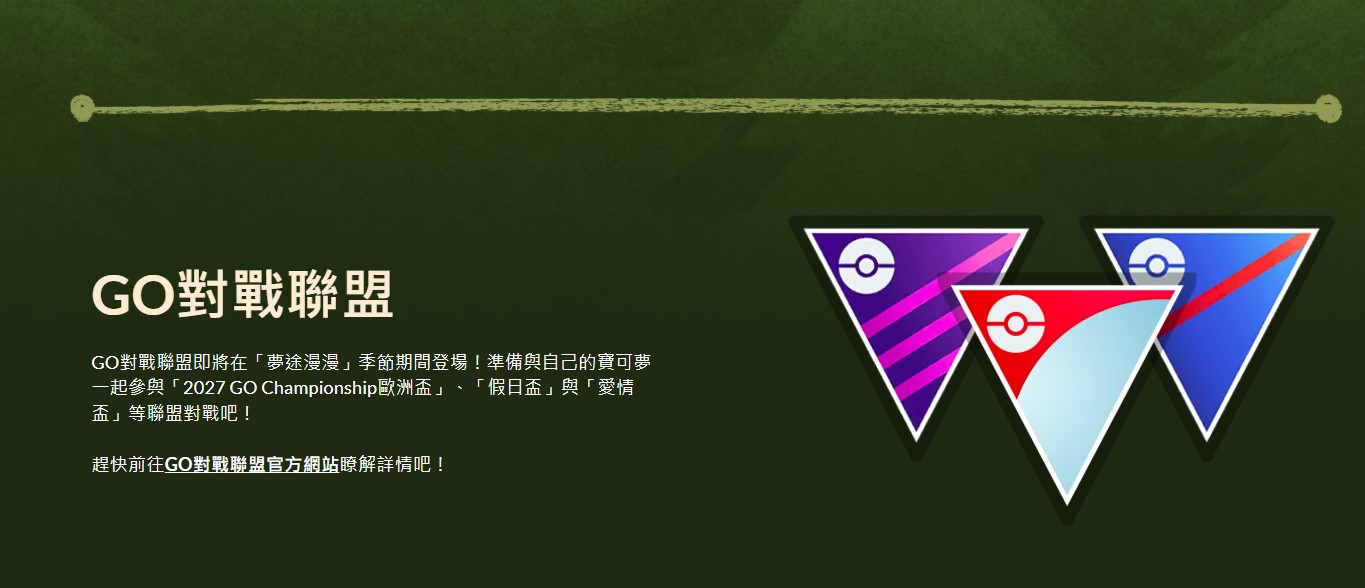 GO對戰聯盟
GO對戰聯盟即將在「夢途漫漫」季節期間登場！準備與自己的寶可夢
一起參與「2027 GO Championship歐洲盃」、「假日盃」與「愛情
盃」等聯盟對戰吧！
趕快前往GO對戰聯盟官方網站瞭解詳情吧！